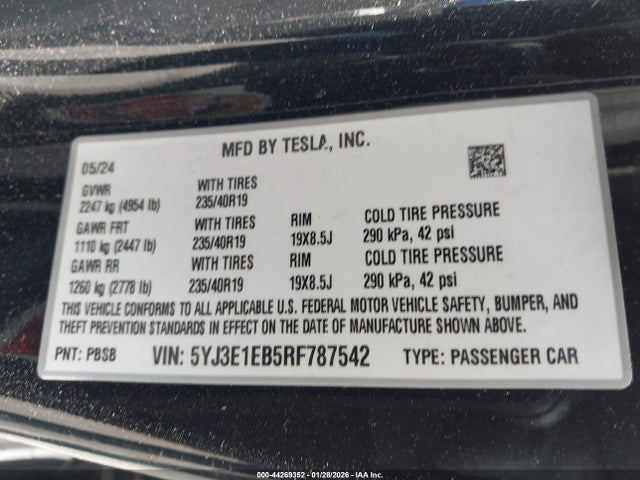 MFD BY TESLA, INC.
05/24
GVWR WITH TIRES
2247 kg (4954 lb) 235/40R19
GAWR FRT WITH TIRES RIM COLD TIRE PRESSURE
1110 kg (2447 lb) 235/40R19 19X8.5J 290 kPa, 42 psi
GAWR RR WITH TIRES RIM COLD TIRE PRESSURE
1260 kg (2778 lb) 235/40R19 19X8.5J 290 kPa, 42 psi
THIS VEHICLE CONFORMS TO ALL APPLICABLE U.S. FEDERAL MOTOR VEHICLE SAFETY, BUMPER, AND
THEFT PREVENTION STANDARDS IN EFFECT ON THE DATE OF MANUFACTURE SHOWN ABOVE.
PNT: PBSB VIN: 5YJ3E1EB5RF787542 TYPE: PASSENGER CAR
000-44269352 - 01/28/2026 - IAA Inc.